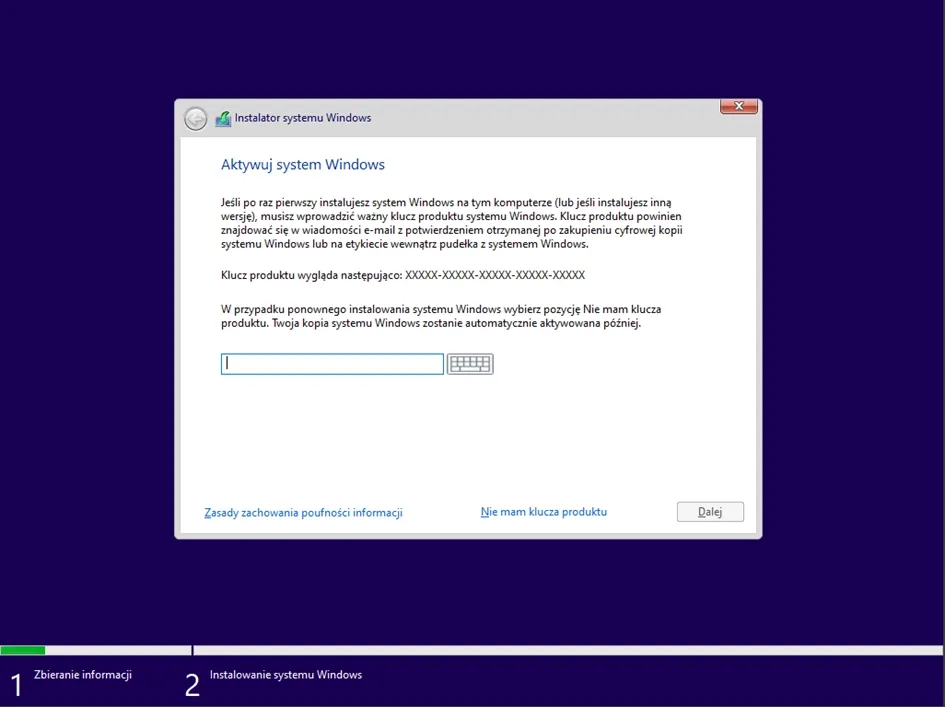 Instalator systemu Windows
Aktywuj system Windows
Jeśli po raz pierwszy instalujesz system Windows na tym komputerze (lub jeśli instalujesz inną
wersję), musisz wprowadzić ważny klucz produktu systemu Windows. Klucz produktu powinien
znajdować się w wiadomości e-mail z potwierdzeniem otrzymanej po zakupieniu cyfrowej kopii
systemu Windows lub na etykiecie wewnątrz pudełka z systemem Windows.
Klucz produktu wygląda następująco: XXXXX-XXXXX-XXXXX-XXXXX-XXXXX
W przypadku ponownego instalowania systemu Windows wybierz pozycję Nie mam klucza
produktu. Twoja kopia systemu Windows zostanie automatycznie aktywowana później.
Zasady zachowania poufności informacji
Nie mam klucza produktu
Dalej
1 Zbieranie informacji
2 Instalowanie systemu Windows